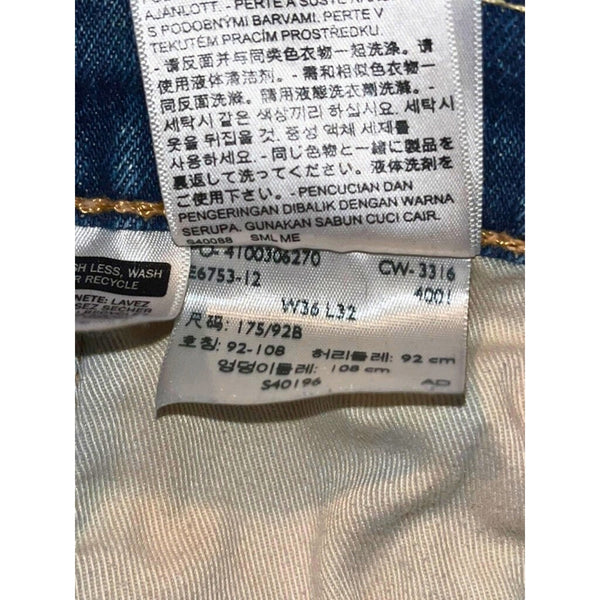 AJÁNLOTT. - PERTE A SUŠTE NARUBY
S PODOBNÝMI BARVAMI. PERTE V
TEKUTÉM PRACÍM PROSTŘEDKU.
- 请反面并与同类色衣物一起洗涤。请
使用液体清洁剂。- 需和相似色衣物一
同反面洗滌。請用液態洗衣劑洗滌。-
세탁시 같은 색상끼리 하십시요. 세탁시
옷을 뒤집을 것. 중성 액체 세제를
사용하세요. - 同じ色物と一緒に製品を
裏返しして洗ってください。液体洗剤を
ご使用下さい。- PENCUCIAN DAN
PENGERINGAN DIBALIK DENGAN WARNA
SERUPA. GUNAKAN SABUN CUCI CAIR.
S40088 SML ME
SH LESS, WASH
RECYCLE
NETE: LAVEZ
SECHER
PO- 4100306270 CW- 3316
E6753-12 4001
W36 L32
尺码: 175/92B
호칭: 92-108 허리둘레: 92 cm
엉덩이둘레: 108 cm
S40196 AD